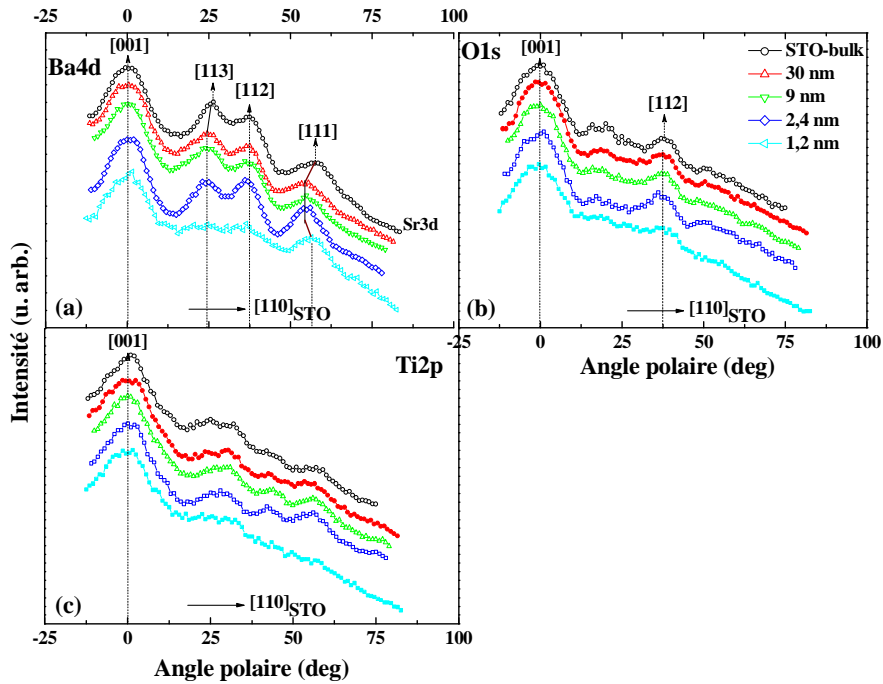 -25 0 25 50 75 100
[001]
[113]
[112]
[111]
Ba4d
Sr3d
(a)
[110]STO
O1s
[001]
[112]
STO-bulk
30 nm
9 nm
2,4 nm
1,2 nm
(b)
[110]STO
-25 0 25 50 75 100
Angle polaire (deg)
Intensité (u. arb.)
[001]
Ti2p
(c)
[110]STO
-25 0 25 50 75 100
Angle polaire (deg)